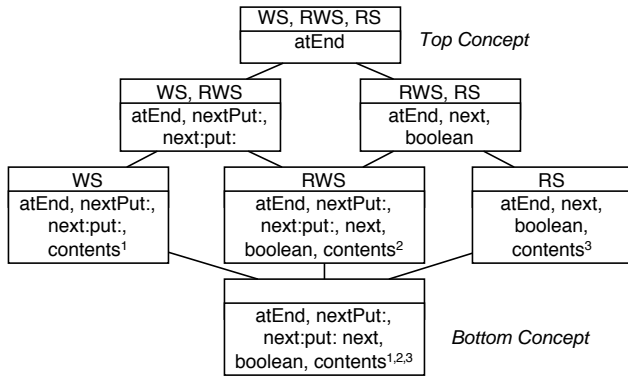 WS, RWS, RS
atEnd
Top Concept
WS, RWS
atEnd, nextPut:,
next:put:
RWS, RS
atEnd, next,
boolean
WS
atEnd, nextPut:,
next:put:,
contents¹
RWS
atEnd, nextPut:,
next:put:, next,
boolean, contents²
RS
atEnd, next,
boolean,
contents³
atEnd, nextPut:,
next:put: next,
boolean, contents¹,²,³
Bottom Concept